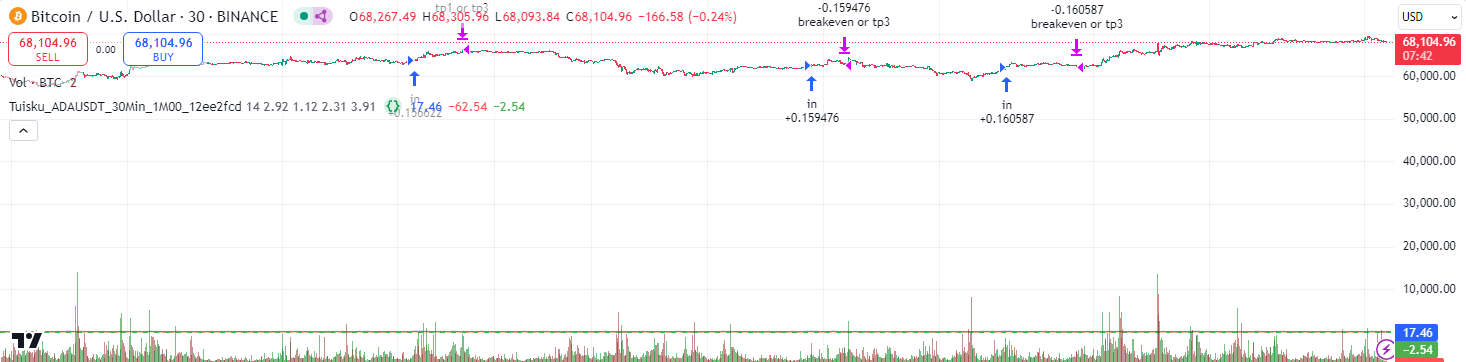 Bitcoin / U.S. Dollar · 30 · BINANCE O68,267.49 H68,305.96 L68,093.84 C68,104.96 −166.58 (−0.24%)
68,104.96 SELL 0.00 68,104.96 BUY
Vol · BTC 2
Tuisku_ADAUSDT_30Min_1M00_12ee2fcd 14 2.92 1.12 2.31 3.91 {} 17.46 −62.54 −2.54
tp1 or tp3
in
+0.156622
-0.159476
breakeven or tp3
in
+0.159476
-0.160587
breakeven or tp3
in
+0.160587
USD
68,104.96
07:42
60,000.00
50,000.00
40,000.00
30,000.00
20,000.00
10,000.00
17.46
−2.54